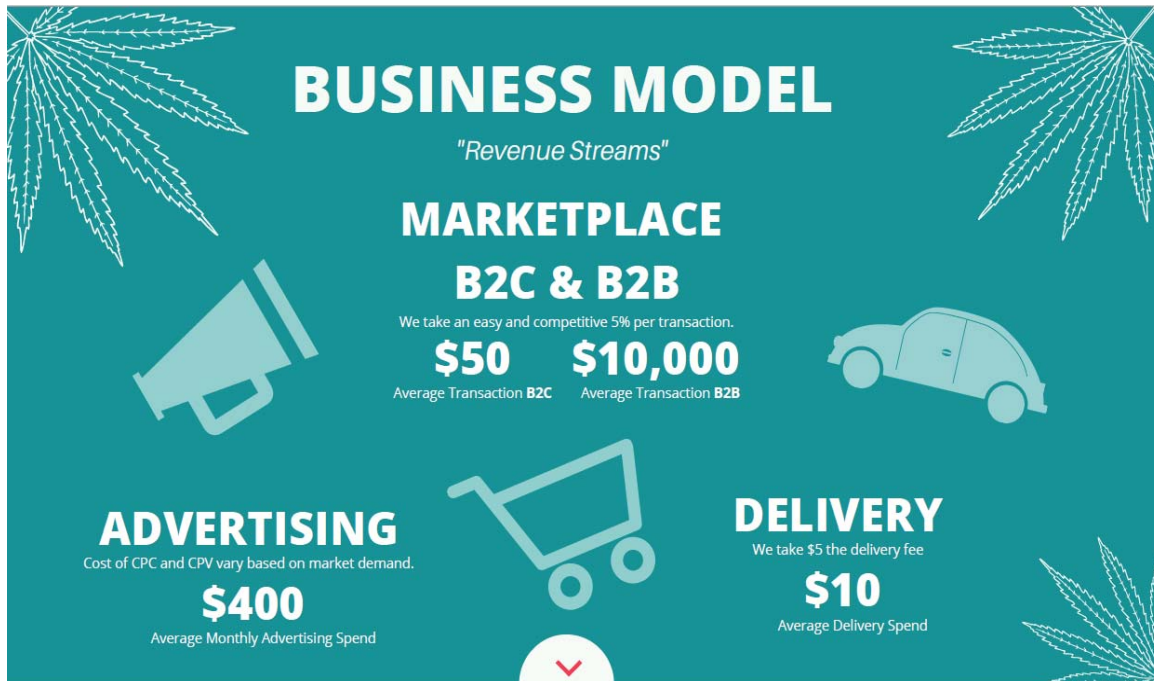 BUSINESS MODEL
"Revenue Streams"
MARKETPLACE
B2C & B2B
We take an easy and competitive 5% per transaction.
$50 $10,000
Average Transaction B2C Average Transaction B2B
ADVERTISING
Cost of CPC and CPV vary based on market demand.
$400
Average Monthly Advertising Spend
DELIVERY
We take $5 the delivery fee
$10
Average Delivery Spend